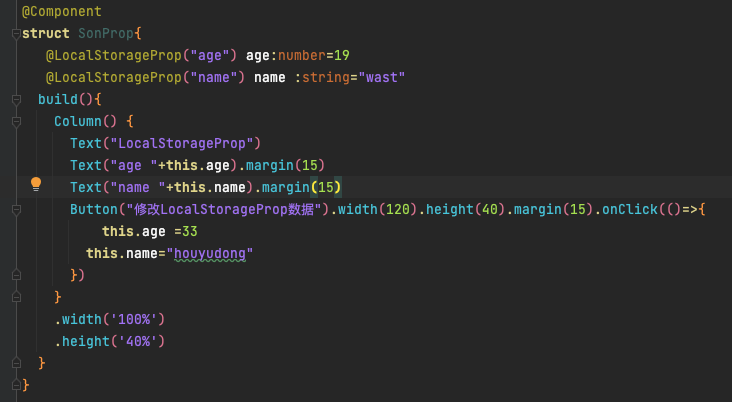 @Component
struct SonProp{
   @LocalStorageProp("age") age:number=19
   @LocalStorageProp("name") name :string="wast"
  build(){
    Column() {
      Text("LocalStorageProp")
      Text("age "+this.age).margin(15)
      Text("name "+this.name).margin(15)
      Button("修改LocalStorageProp数据").width(120).height(40).margin(15).onClick(()=>{
          this.age =33
        this.name="houyudong"
      })
    }
    .width('100%')
    .height('40%')
  }
}